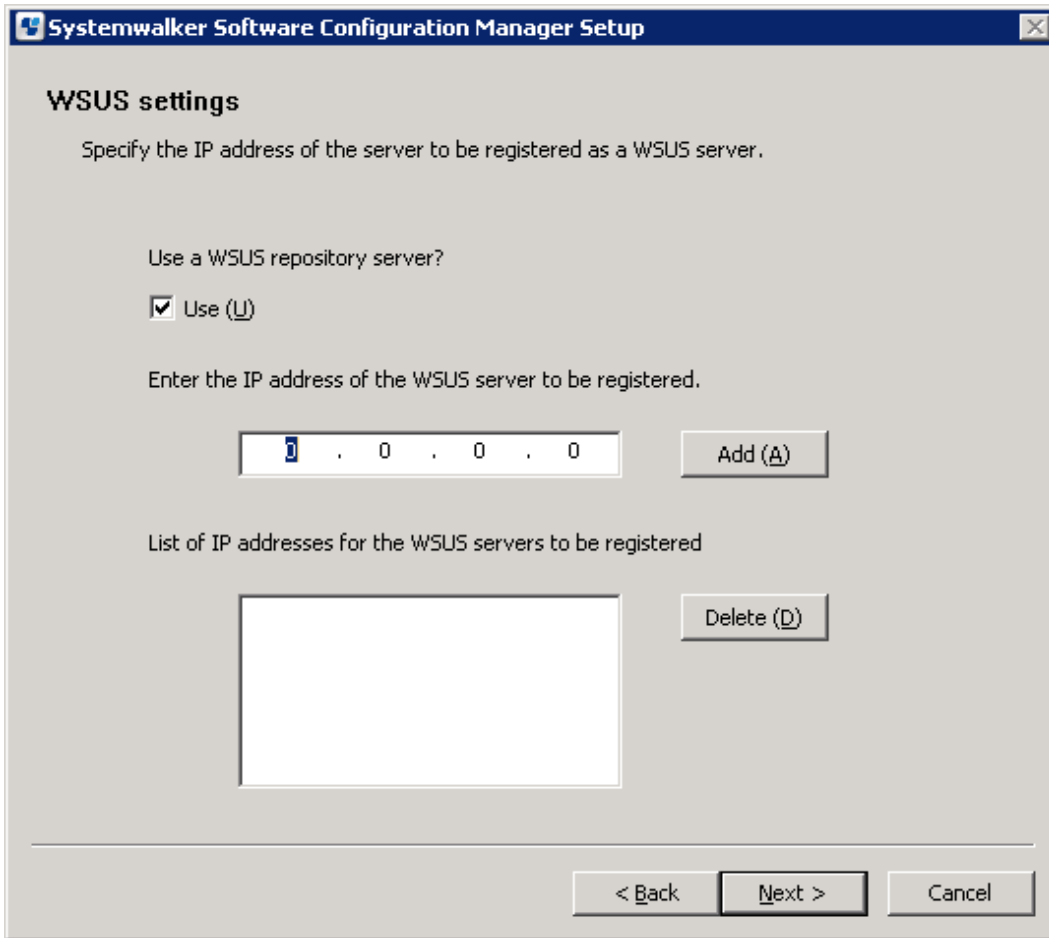 Systemwalker Software Configuration Manager Setup
WSUS settings
Specify the IP address of the server to be registered as a WSUS server.
Use a WSUS repository server?
Use (U)
Enter the IP address of the WSUS server to be registered.
0 . 0 . 0 . 0 Add (A)
List of IP addresses for the WSUS servers to be registered
Delete (D)
< Back Next > Cancel